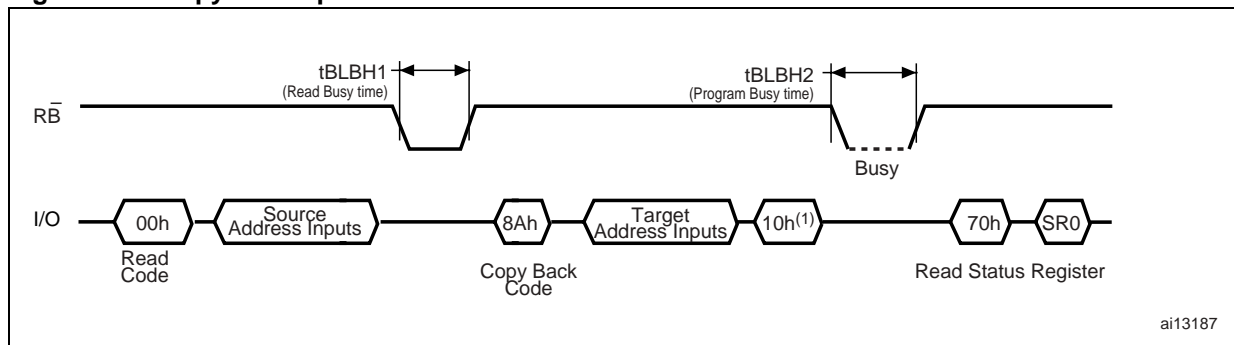 tBLBH1
(Read Busy time)
tBLBH2
(Program Busy time)
RB̅
Busy
I/O
00h
Source
Address Inputs
8Ah
Target
Address Inputs
10h(1)
70h
SR0
Read
Code
Copy Back
Code
Read Status Register
ai13187